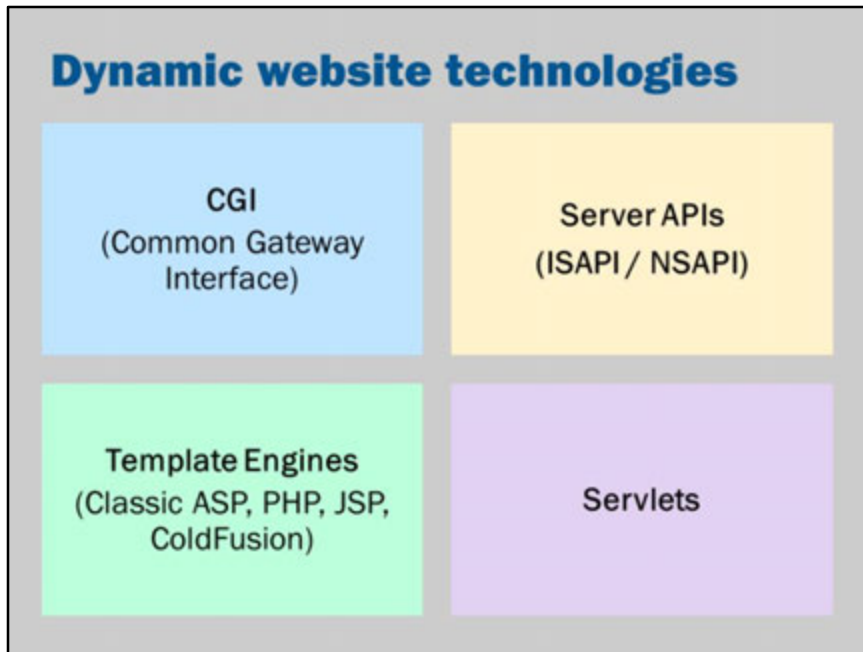 Dynamic website technologies
CGI
(Common Gateway
Interface)
Server APIs
(ISAPI / NSAPI)
Template Engines
(Classic ASP, PHP, JSP,
ColdFusion)
Servlets